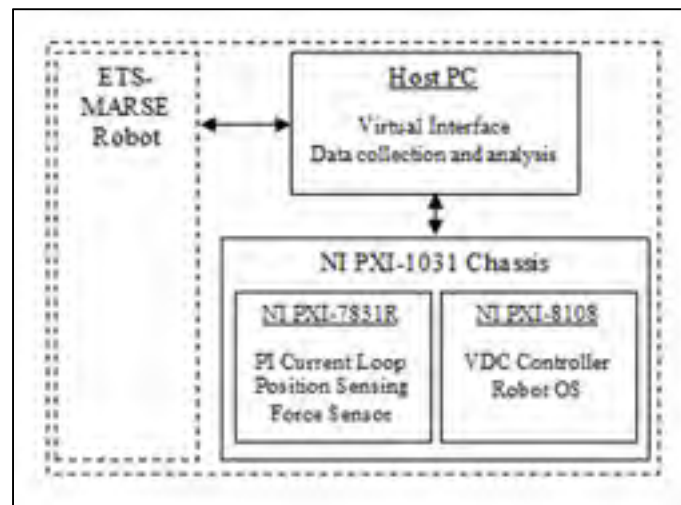 ETS-
MARSE
Robot
Host PC
Virtual Interface
Data collection and analysis
NI PXI-1031 Chassis
NI PXI-7831R
PI Current Loop
Position Sensing
Force Sensor
NI PXI-8108
VDC Controller
Robot OS